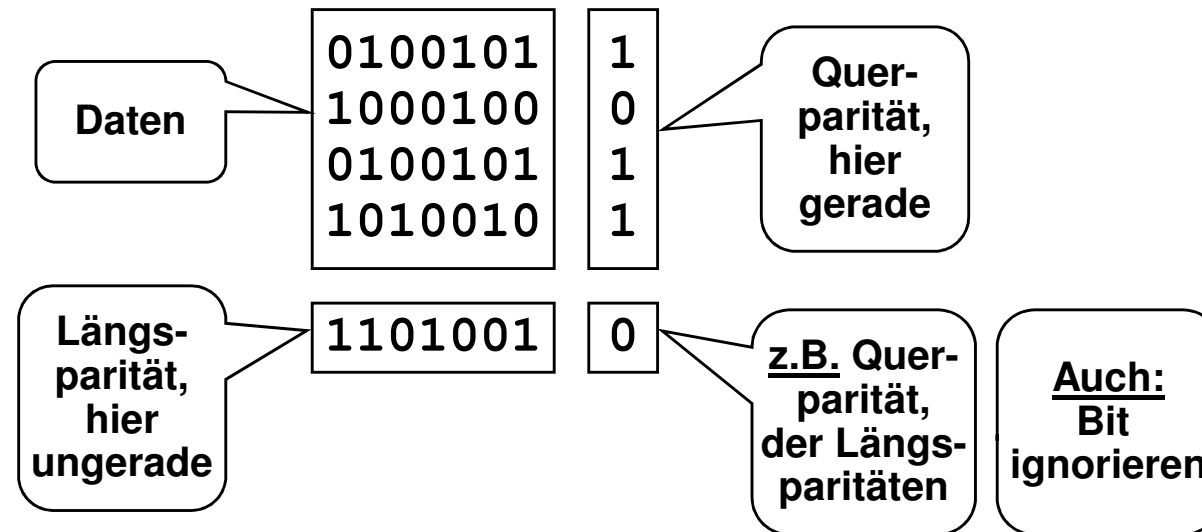 Daten
0100101
1000100
0100101
1010010
1
0
1
1
Quer-
parität,
hier
gerade
Längs-
parität,
hier
ungerade
1101001
0
z.B. Quer-
parität,
der Längs-
paritäten
Auch:
Bit
ignorieren